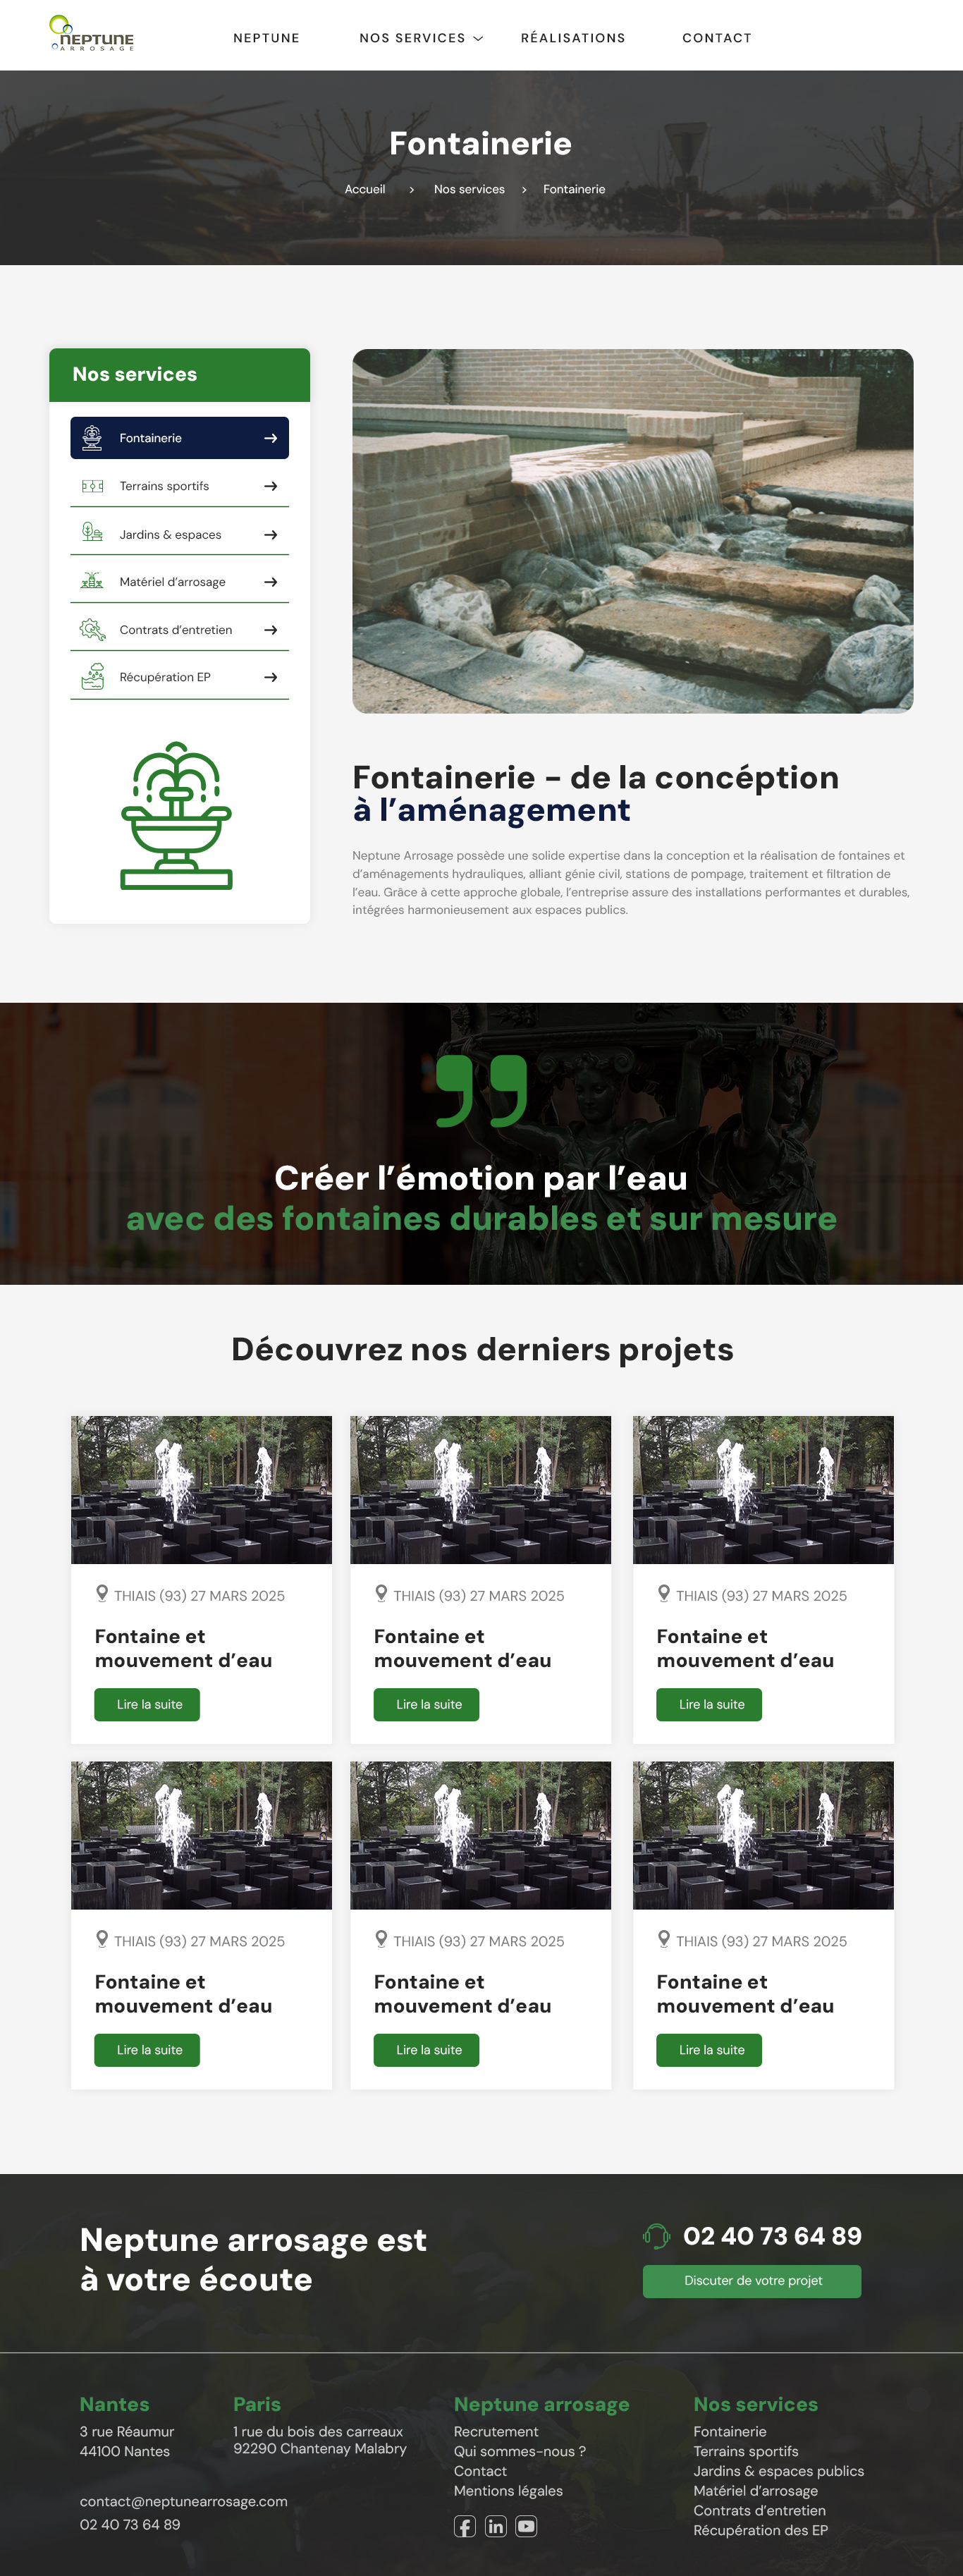 NEPTUNE
ARROSAGE
NEPTUNE
NOS SERVICES
RÉALISATIONS
CONTACT
Fontainerie
Accueil > Nos services > Fontainerie
Nos services
Fontainerie
Terrains sportifs
Jardins & espaces
Matériel d’arrosage
Contrats d’entretien
Récupération EP
Fontainerie – de la concéption
à l’aménagement
Neptune Arrosage possède une solide expertise dans la conception et la réalisation de fontaines et
d’aménagements hydrauliques, alliant génie civil, stations de pompage, traitement et filtration de
l’eau. Grâce à cette approche globale, l’entreprise assure des installations performantes et durables,
intégrées harmonieusement aux espaces publics.
Créer l’émotion par l’eau
avec des fontaines durables et sur mesure
Découvrez nos derniers projets
THIAIS (93) 27 MARS 2025
Fontaine et
mouvement d’eau
Lire la suite
THIAIS (93) 27 MARS 2025
Fontaine et
mouvement d’eau
Lire la suite
THIAIS (93) 27 MARS 2025
Fontaine et
mouvement d’eau
Lire la suite
THIAIS (93) 27 MARS 2025
Fontaine et
mouvement d’eau
Lire la suite
THIAIS (93) 27 MARS 2025
Fontaine et
mouvement d’eau
Lire la suite
THIAIS (93) 27 MARS 2025
Fontaine et
mouvement d’eau
Lire la suite
Neptune arrosage est
à votre écoute
02 40 73 64 89
Discuter de votre projet
Nantes
3 rue Réaumur
44100 Nantes
contact@neptunearrosage.com
02 40 73 64 89
Paris
1 rue du bois des carreaux
92290 Chantenay Malabry
Neptune arrosage
Recrutement
Qui sommes-nous ?
Contact
Mentions légales
Nos services
Fontainerie
Terrains sportifs
Jardins & espaces publics
Matériel d’arrosage
Contrats d’entretien
Récupération des EP